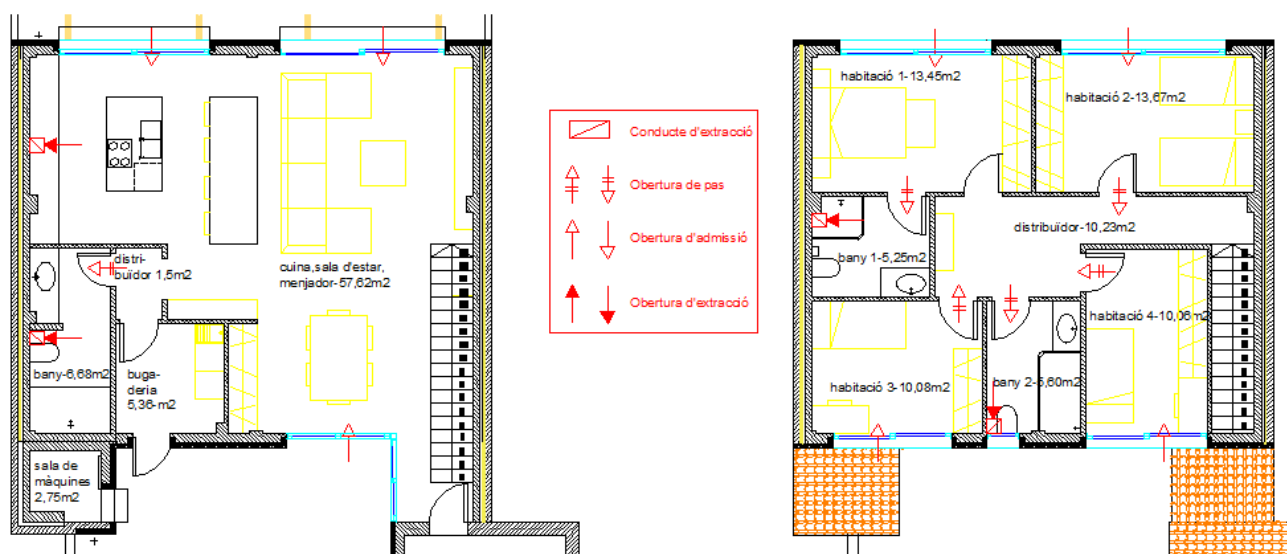 distri-
buïdor 1,5m2
cuina,sala d'estar,
menjador-57,62m2
bany-6,68m2
buga-
deria
5,36-m2
sala de
màquines
2,75m2
Conducte d'extracció
Obertura de pas
Obertura d'admissió
Obertura d'extracció
habitació 1-13,45m2
habitació 2-13,67m2
distribuïdor-10,23m2
bany 1-5,25m2
habitació 4-10,06m2
habitació 3-10,08m2
bany 2-5,60m2